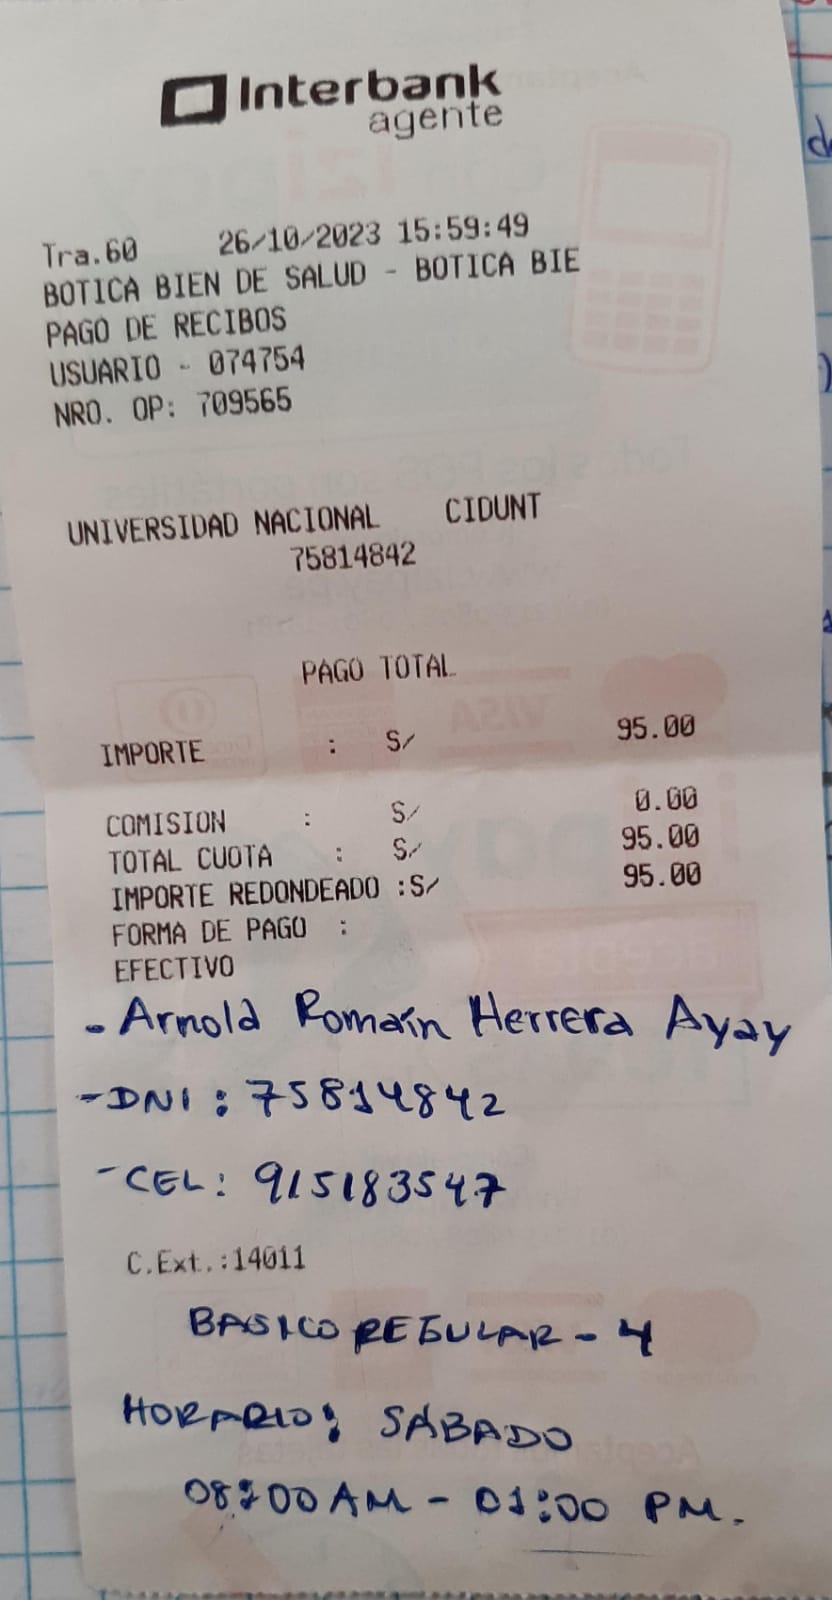 Interbank
agente
Tra.60 26/10/2023 15:59:49
BOTICA BIEN DE SALUD - BOTICA BIE
PAGO DE RECIBOS
USUARIO - 074754
NRO. OP: 709565
UNIVERSIDAD NACIONAL CIDUNT
75814842
PAGO TOTAL
IMPORTE : S/ 95.00
COMISION : S/ 0.00
TOTAL CUOTA : S/ 95.00
IMPORTE REDONDEADO :S/ 95.00
FORMA DE PAGO :
EFECTIVO
- Arnold Romaín Herrera Ayay
- DNI : 75814842
- CEL: 915183547
C.Ext.:14011
BASICO REGULAR - 4
HORARIO: SÁBADO
08:00 AM - 01:00 PM.